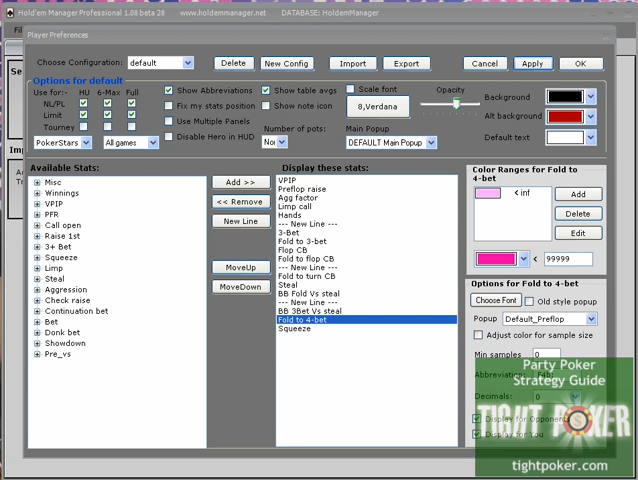 Hold'em Manager Professional 1.08 beta 28 www.holdemmanager.net DATABASE: HoldemManager
Player Preferences
Choose Configuration: default Delete New Config Import Export Cancel Apply OK
Options for default
Use for:- HU 6-Max Full
NL/PL
Limit
Tourney
PokerStars All games
Show Abbreviations
Fix my stats position
Use Multiple Panels
Disable Hero in HUD
Show table avgs
Show note icon
Number of pots:
Scale font
8,Verdana
Main Popup
DEFAULT Main Popup
Opacity
Background
Alt background
Default text
Available Stats:
Misc
Winnings
VPIP
PFR
Call open
Raise 1st
3+ Bet
Squeeze
Limp
Steal
Aggression
Check raise
Continuation bet
Bet
Donk bet
Showdown
Pre_vs
Add >>
<< Remove
New Line
MoveUp
MoveDown
Display these stats:
VPIP
Preflop raise
Agg factor
Limp call
Hands
--- New Line ---
3-Bet
Fold to 3-bet
Flop CB
Fold to flop CB
--- New Line ---
Fold to turn CB
Steal
BB Fold Vs steal
--- New Line ---
BB 3Bet Vs steal
Fold to 4-bet
Squeeze
Color Ranges for Fold to
4-bet
< inf
Add
Delete
Edit
< 99999
Options for Fold to 4-bet
Choose Font Old style popup
Popup Default_Preflop
Adjust color for sample size
Min samples 0
Abbreviation: F4b:
Decimals: 0
Display for Opponents
Display for You
Party Poker
Strategy Guide
TIGHT POKER
tightpoker.com